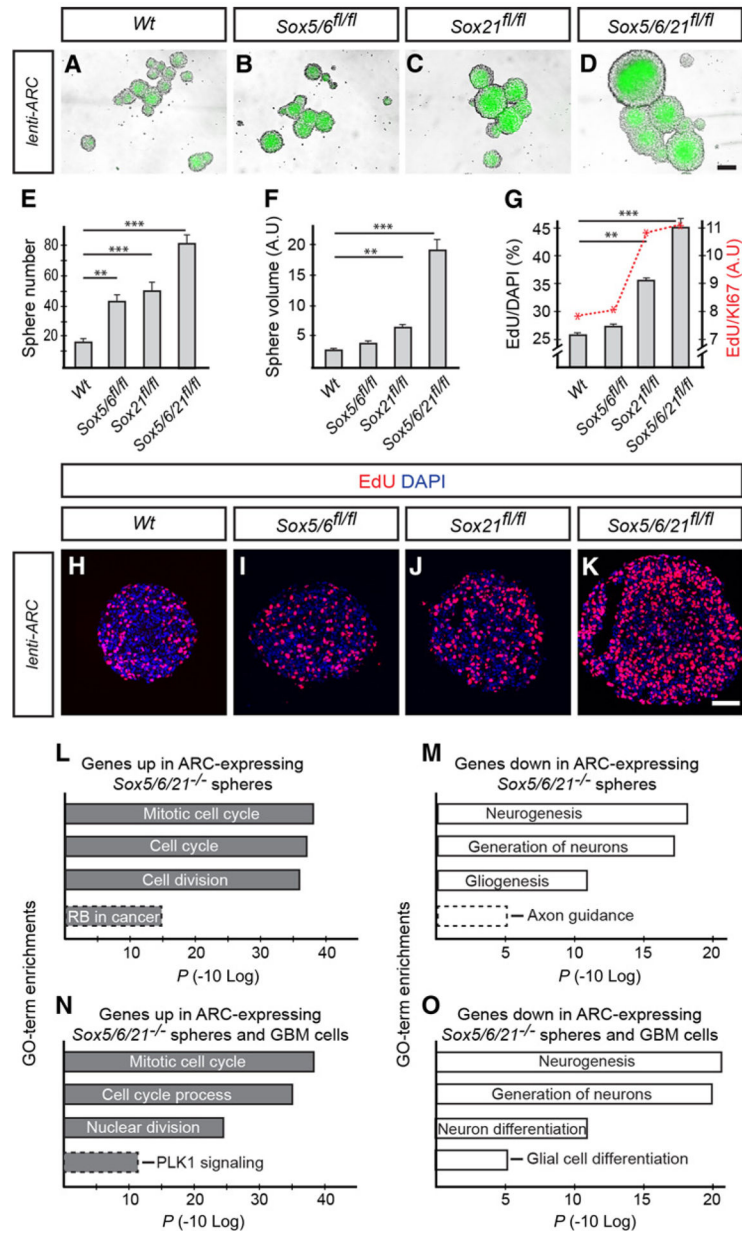 Wt
Sox5/6fl/fl
Sox21fl/fl
Sox5/6/21fl/fl
lenti-ARC
A
B
C
D
E
F
G
Sphere number
80
60
40
20
***
***
**
Wt
Sox5/6fl/fl
Sox21fl/fl
Sox5/6/21fl/fl
Sphere volume (A.U)
20
15
10
5
***
**
Wt
Sox5/6fl/fl
Sox21fl/fl
Sox5/6/21fl/fl
EdU/DAPI (%)
45
40
35
30
25
***
**
11
10
9
8
7
EdU/KI67 (A.U)
Wt
Sox5/6fl/fl
Sox21fl/fl
Sox5/6/21fl/fl
EdU DAPI
Wt
Sox5/6fl/fl
Sox21fl/fl
Sox5/6/21fl/fl
lenti-ARC
H
I
J
K
GO-term enrichments
L
Genes up in ARC-expressing
Sox5/6/21-/- spheres
Mitotic cell cycle
Cell cycle
Cell division
RB in cancer
10 20 30 40
P (-10 Log)
GO-term enrichments
M
Genes down in ARC-expressing
Sox5/6/21-/- spheres
Neurogenesis
Generation of neurons
Gliogenesis
Axon guidance
5 10 15 20
P (-10 Log)
N
Genes up in ARC-expressing
Sox5/6/21-/- spheres and GBM cells
Mitotic cell cycle
Cell cycle process
Nuclear division
PLK1 signaling
10 20 30 40
P (-10 Log)
O
Genes down in ARC-expressing
Sox5/6/21-/- spheres and GBM cells
Neurogenesis
Generation of neurons
Neuron differentiation
Glial cell differentiation
5 10 15 20
P (-10 Log)